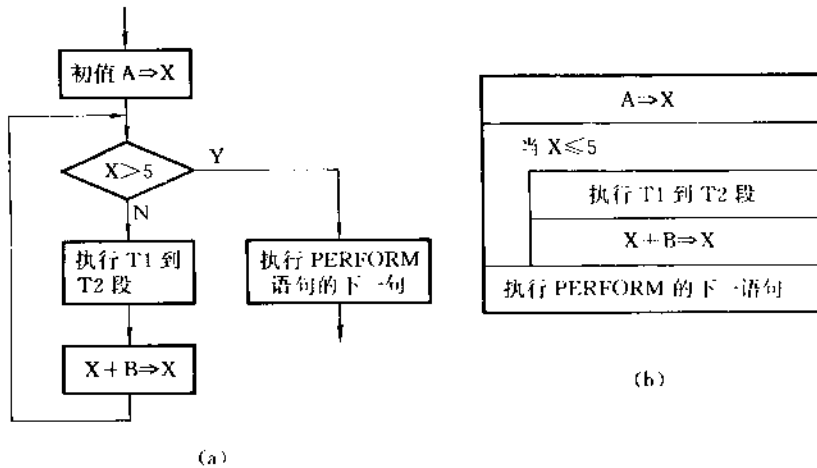 初值 A⇒X
X>5
Y
N
执行 T1 到
T2 段
执行 PERFORM
语句的下一句
X+B⇒X
(a)
A⇒X
当 X≤5
执行 T1 到 T2 段
X+B⇒X
执行 PERFORM 的下一语句
(b)